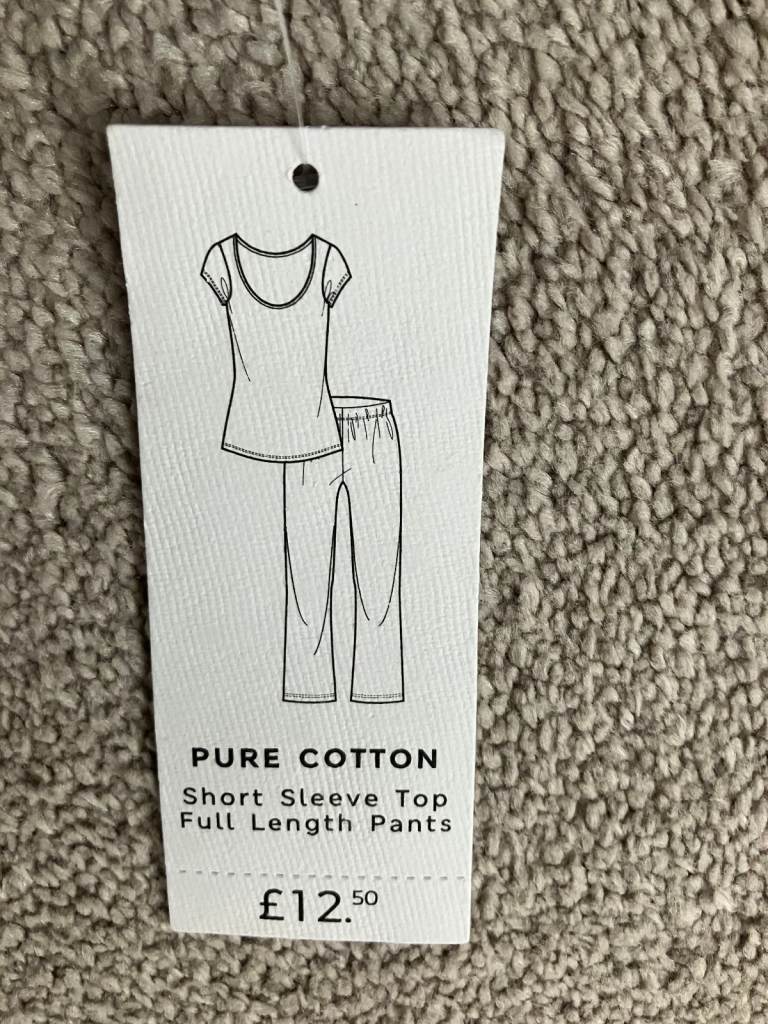 PURE COTTON
Short Sleeve Top
Full Length Pants
£12.50